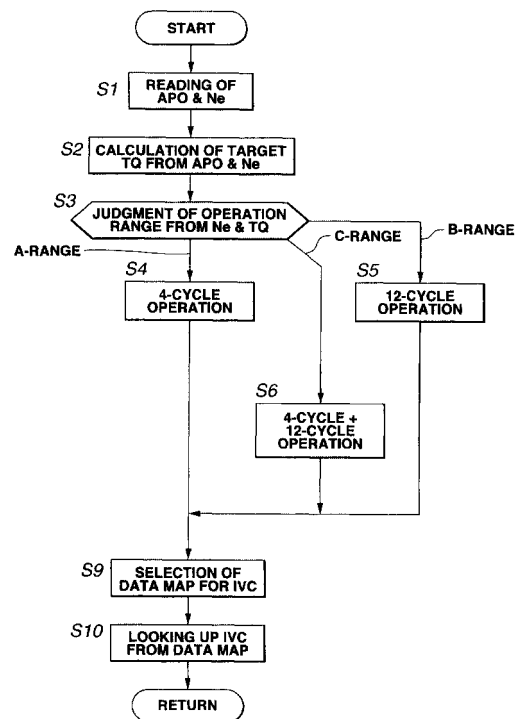 START
S1
READING OF
APO & Ne
S2
CALCULATION OF TARGET
TQ FROM APO & Ne
S3
JUDGMENT OF OPERATION
RANGE FROM Ne & TQ
A-RANGE
C-RANGE
B-RANGE
S4
4-CYCLE
OPERATION
S5
12-CYCLE
OPERATION
S6
4-CYCLE +
12-CYCLE
OPERATION
S9
SELECTION OF
DATA MAP FOR IVC
S10
LOOKING UP IVC
FROM DATA MAP
RETURN